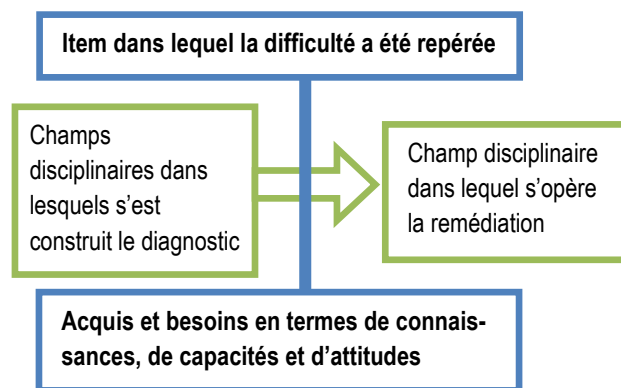 Item dans lequel la difficulté a été repérée
Champs
disciplinaires dans
lesquels s’est
construit le diagnostic
Champ disciplinaire
dans lequel s’opère
la remédiation
Acquis et besoins en termes de connais-
sances, de capacités et d’attitudes